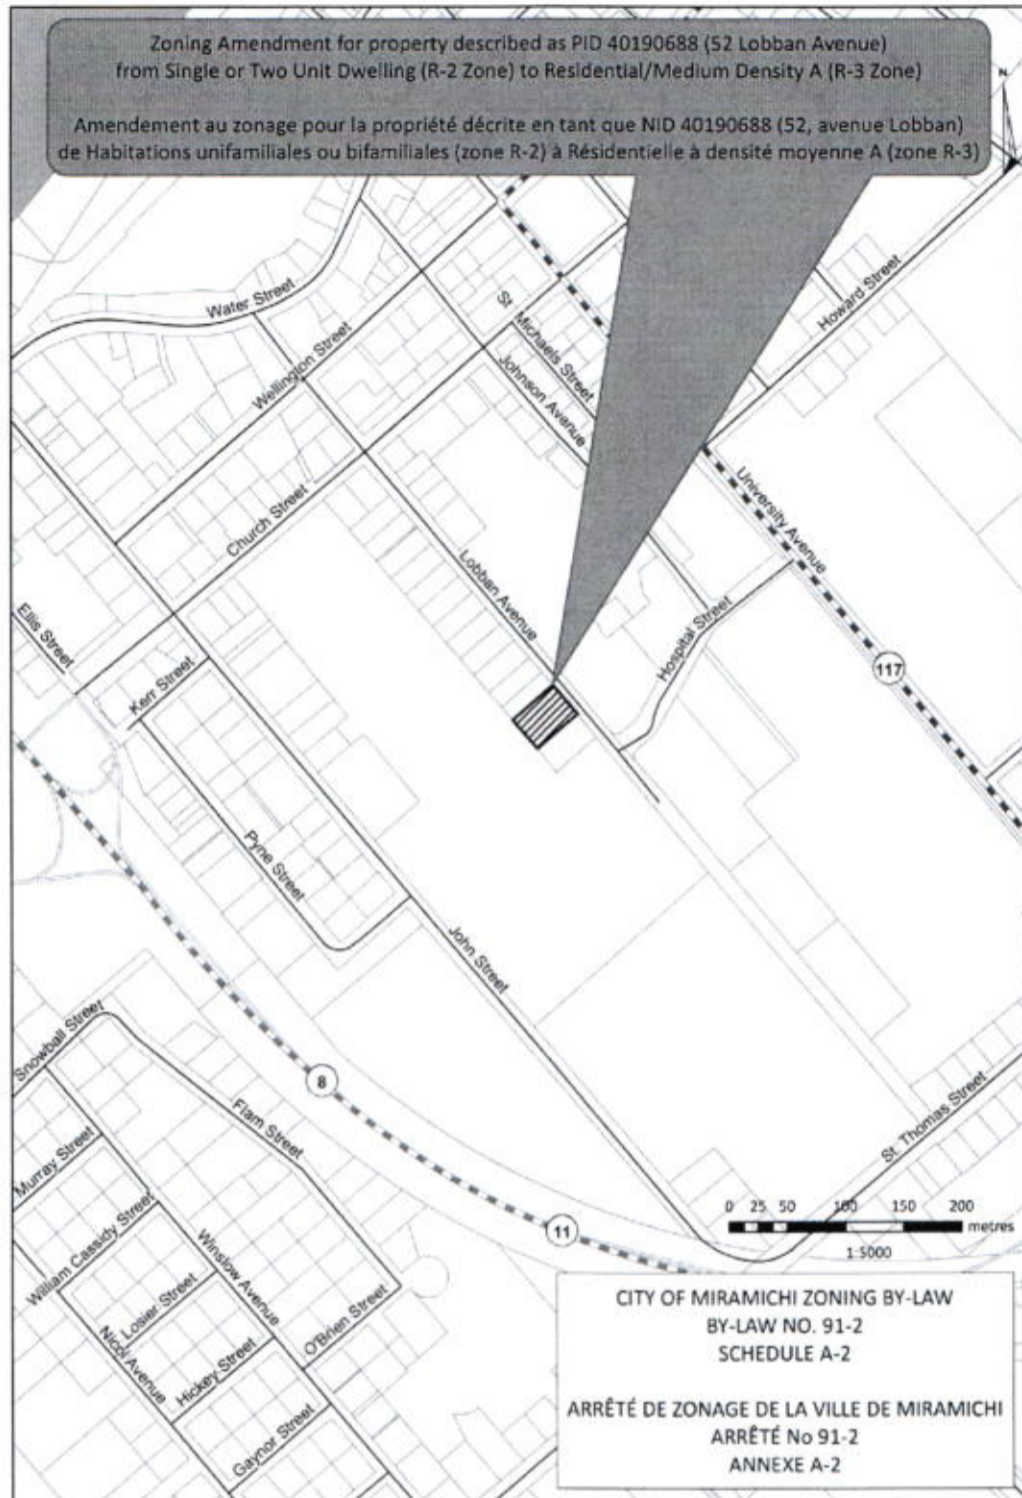 Zoning Amendment for property described as PID 40190688 (52 Lobban Avenue)
from Single or Two Unit Dwelling (R-2 Zone) to Residential/Medium Density A (R-3 Zone)
Amendement au zonage pour la propriété décrite en tant que NID 40190688 (52, avenue Lobban)
de Habitations unifamiliales ou bifamiliales (zone R-2) à Résidentielle à densité moyenne A (zone R-3)
N
Water Street
Howard Street
St. Michaels Street
Wellington Street
Johnson Avenue
University Avenue
Church Street
Lobban Avenue
Ellis Street
Hospital Street
Kerr Street
117
Pyne Street
John Street
Snowball Street
8
Flam Street
St. Thomas Street
Murray Street
William Cassidy Street
Winslow Avenue
11
0 25 50 100 150 200
metres
1:5000
Losier Street
O'Brien Street
Nicol Avenue
Hickey Street
Gaynor Street
CITY OF MIRAMICHI ZONING BY-LAW
BY-LAW NO. 91-2
SCHEDULE A-2
ARRÊTÉ DE ZONAGE DE LA VILLE DE MIRAMICHI
ARRÊTÉ No 91-2
ANNEXE A-2